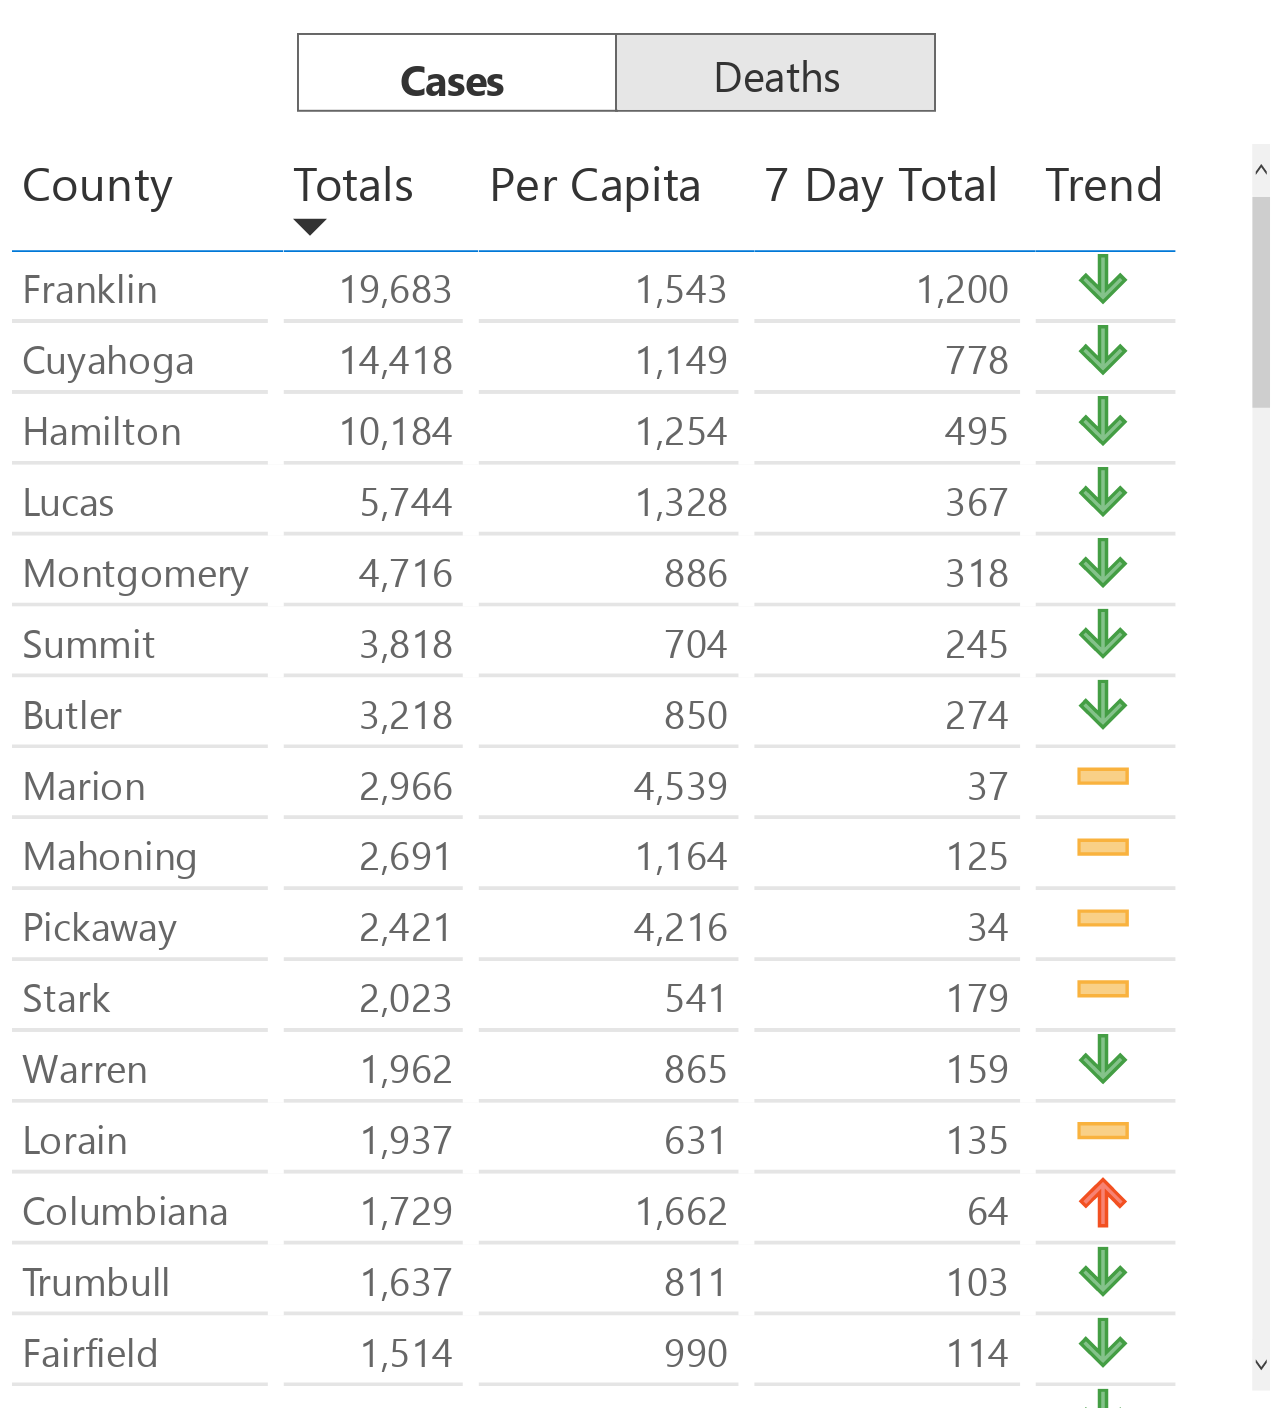 Cases Deaths
County Totals Per Capita 7 Day Total Trend
Franklin 19,683 1,543 1,200
Cuyahoga 14,418 1,149 778
Hamilton 10,184 1,254 495
Lucas 5,744 1,328 367
Montgomery 4,716 886 318
Summit 3,818 704 245
Butler 3,218 850 274
Marion 2,966 4,539 37
Mahoning 2,691 1,164 125
Pickaway 2,421 4,216 34
Stark 2,023 541 179
Warren 1,962 865 159
Lorain 1,937 631 135
Columbiana 1,729 1,662 64
Trumbull 1,637 811 103
Fairfield 1,514 990 114